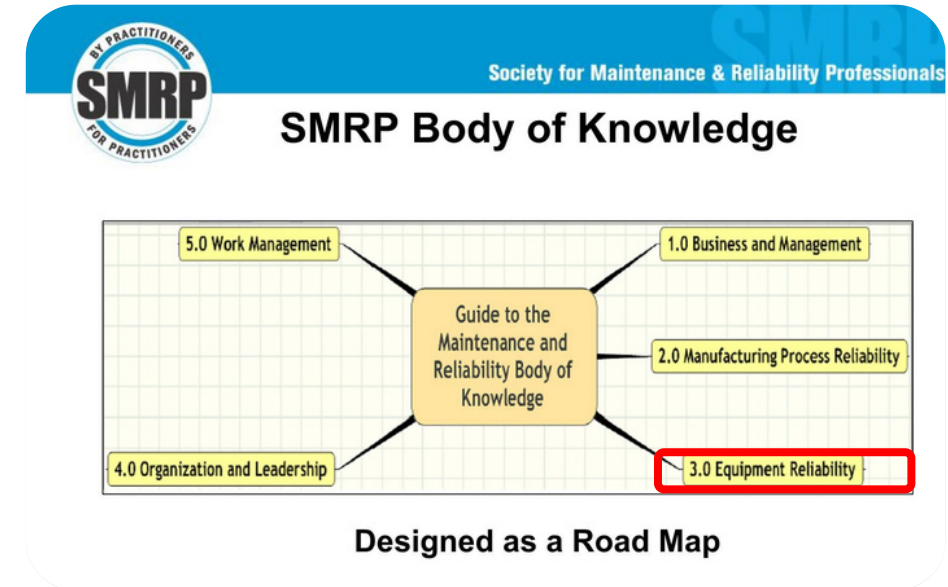 BY PRACTITIONERS
SMRP
FOR PRACTITIONERS
SMRP
Society for Maintenance & Reliability Professionals
SMRP Body of Knowledge
5.0 Work Management
1.0 Business and Management
Guide to the
Maintenance and
Reliability Body of
Knowledge
2.0 Manufacturing Process Reliability
4.0 Organization and Leadership
3.0 Equipment Reliability
Designed as a Road Map